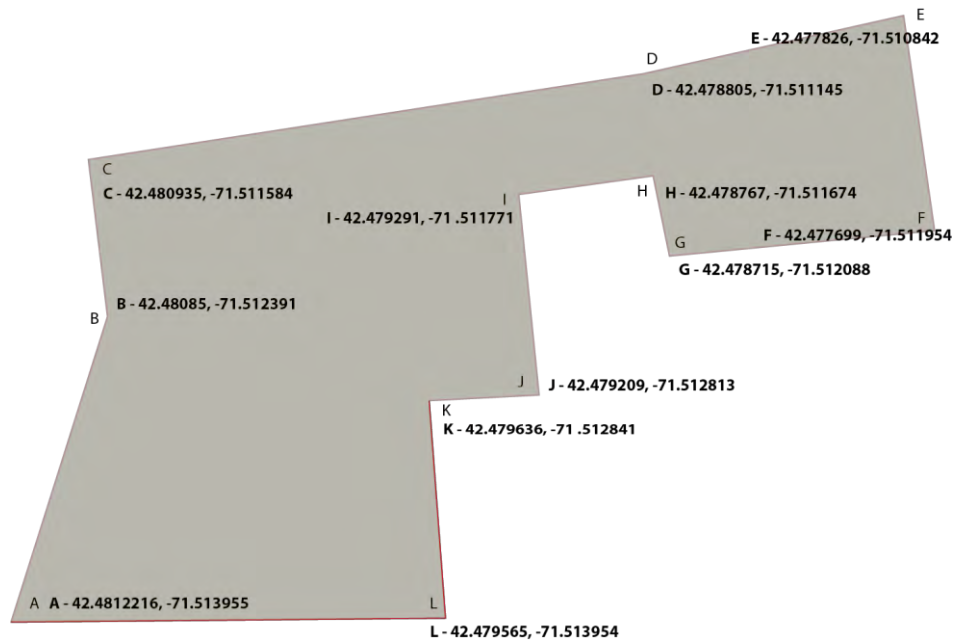 E
E - 42.477826, -71.510842
D
D - 42.478805, -71.511145
C
C - 42.480935, -71.511584
H
H - 42.478767, -71.511674
I
I - 42.479291, -71 .511771
F
F - 42.477699, -71.511954
G
G - 42.478715, -71.512088
B
B - 42.48085, -71.512391
J
J - 42.479209, -71.512813
K
K - 42.479636, -71 .512841
A
A - 42.4812216, -71.513955
L
L - 42.479565, -71.513954